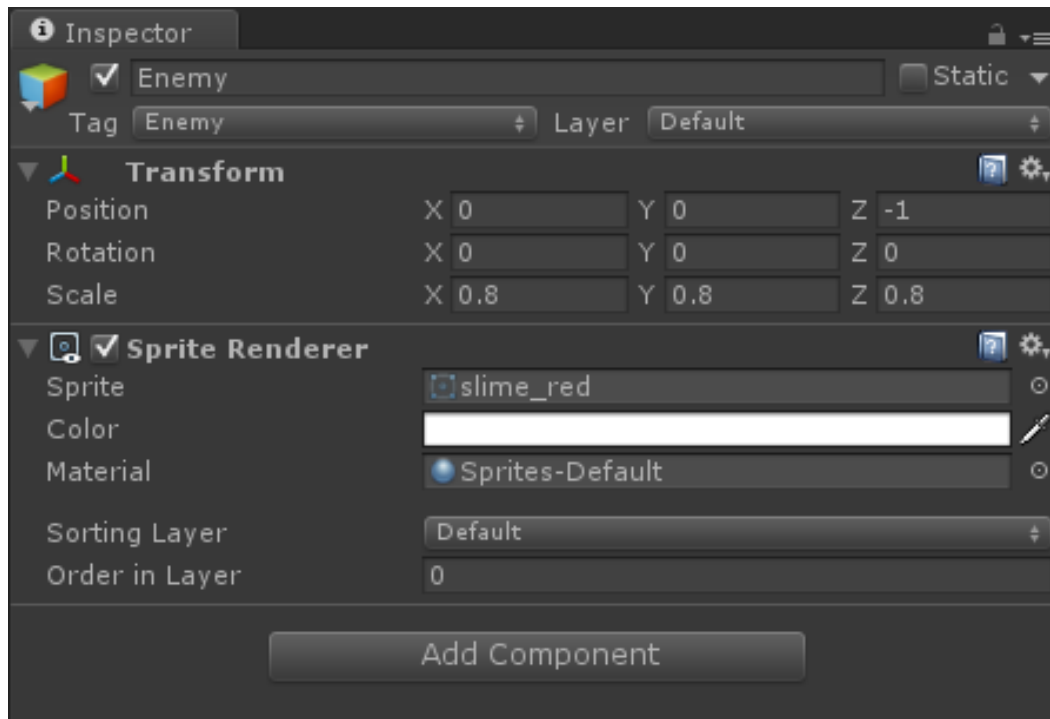 Inspector
Enemy Static
Tag Enemy Layer Default
Transform
Position X 0 Y 0 Z -1
Rotation X 0 Y 0 Z 0
Scale X 0.8 Y 0.8 Z 0.8
Sprite Renderer
Sprite slime_red
Color
Material Sprites-Default
Sorting Layer Default
Order in Layer 0
Add Component